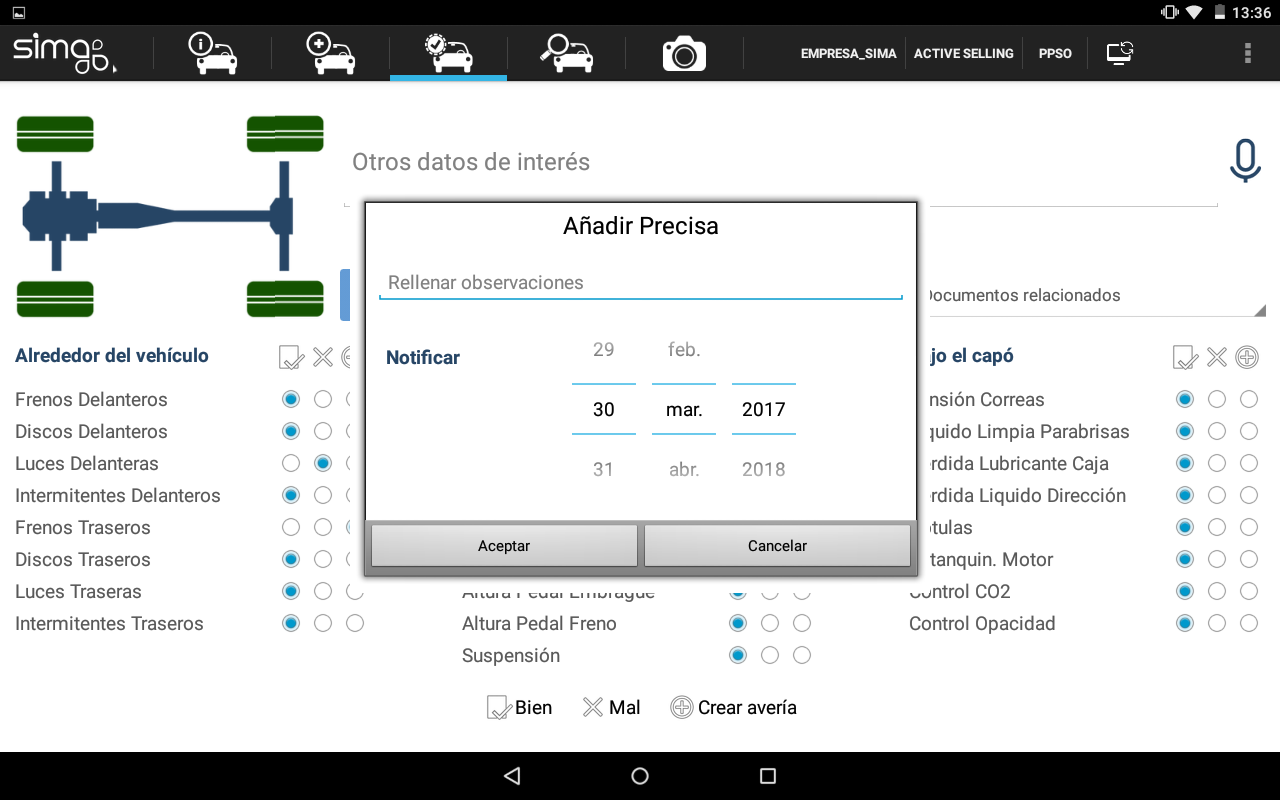 13:36
sima
EMPRESA_SIMA
ACTIVE SELLING
PPSO
Otros datos de interés
Añadir Precisa
Rellenar observaciones
Documentos relacionados
Notificar
29 feb.
30 mar. 2017
31 abr. 2018
Aceptar
Cancelar
Alrededor del vehículo
Frenos Delanteros
Discos Delanteros
Luces Delanteras
Intermitentes Delanteros
Frenos Traseros
Discos Traseros
Luces Traseras
Intermitentes Traseros
Altura Pedal Embrague
Altura Pedal Freno
Suspensión
jo el capó
nsión Correas
quido Limpia Parabrisas
rdida Lubricante Caja
rdida Liquido Dirección
tulas
tanquin. Motor
Control CO2
Control Opacidad
Bien
Mal
Crear avería